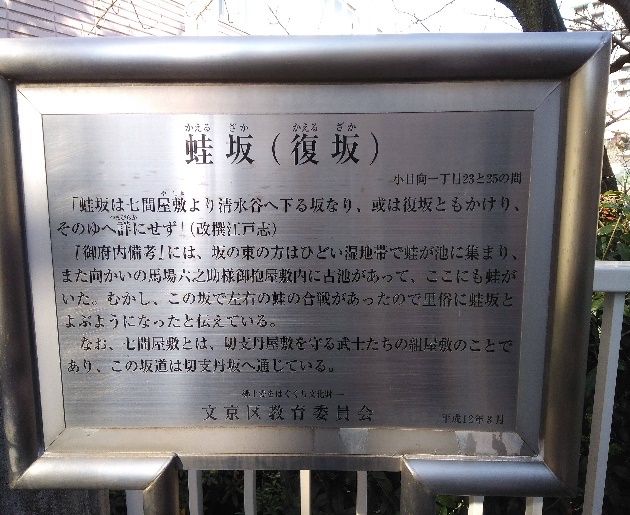 蛙坂（復坂）
小日向一丁目23と25の間
「蛙坂は七間屋敷より清水谷へ下る坂なり、或は復坂ともかけり、
そのゆへ詳にせず」（改撰江戸志）
『御府内備考』には、坂の東の方はひどい湿地帯で蛙が池に集まり、
また向かいの馬場六之助様御抱屋敷内に古池があって、ここにも蛙が
いた。むかし、この坂で左右の蛙の合戦があったので里俗に蛙坂と
よぶようになったと伝えている。
なお、七間屋敷とは、切支丹屋敷を守る武士たちの組屋敷のことで
あり、この坂道は切支丹坂へ通じている。
―郷土愛をはぐくむ文化財―
文京区教育委員会
平成12年3月